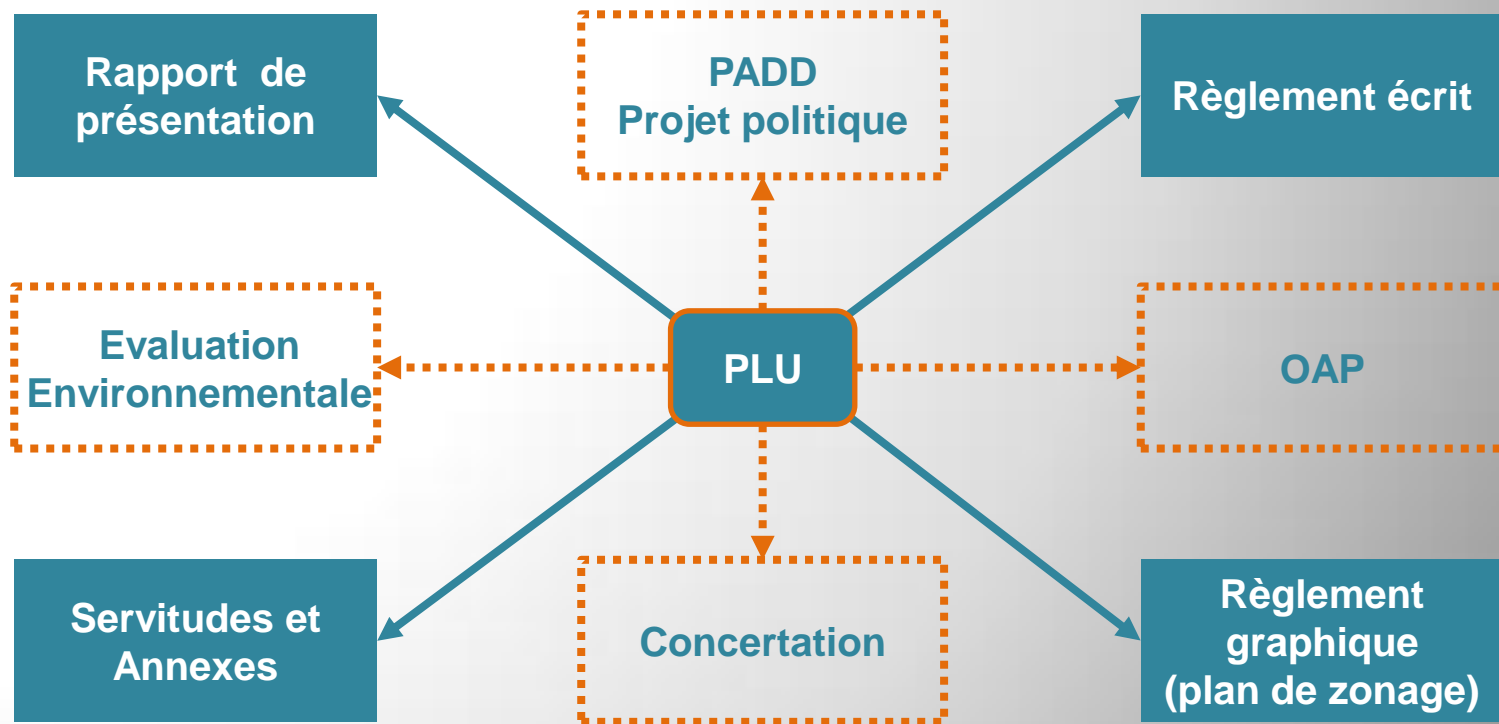 Rapport de
présentation
PADD
Projet politique
Règlement écrit
Evaluation
Environnementale
PLU
OAP
Servitudes et
Annexes
Concertation
Règlement
graphique
(plan de zonage)